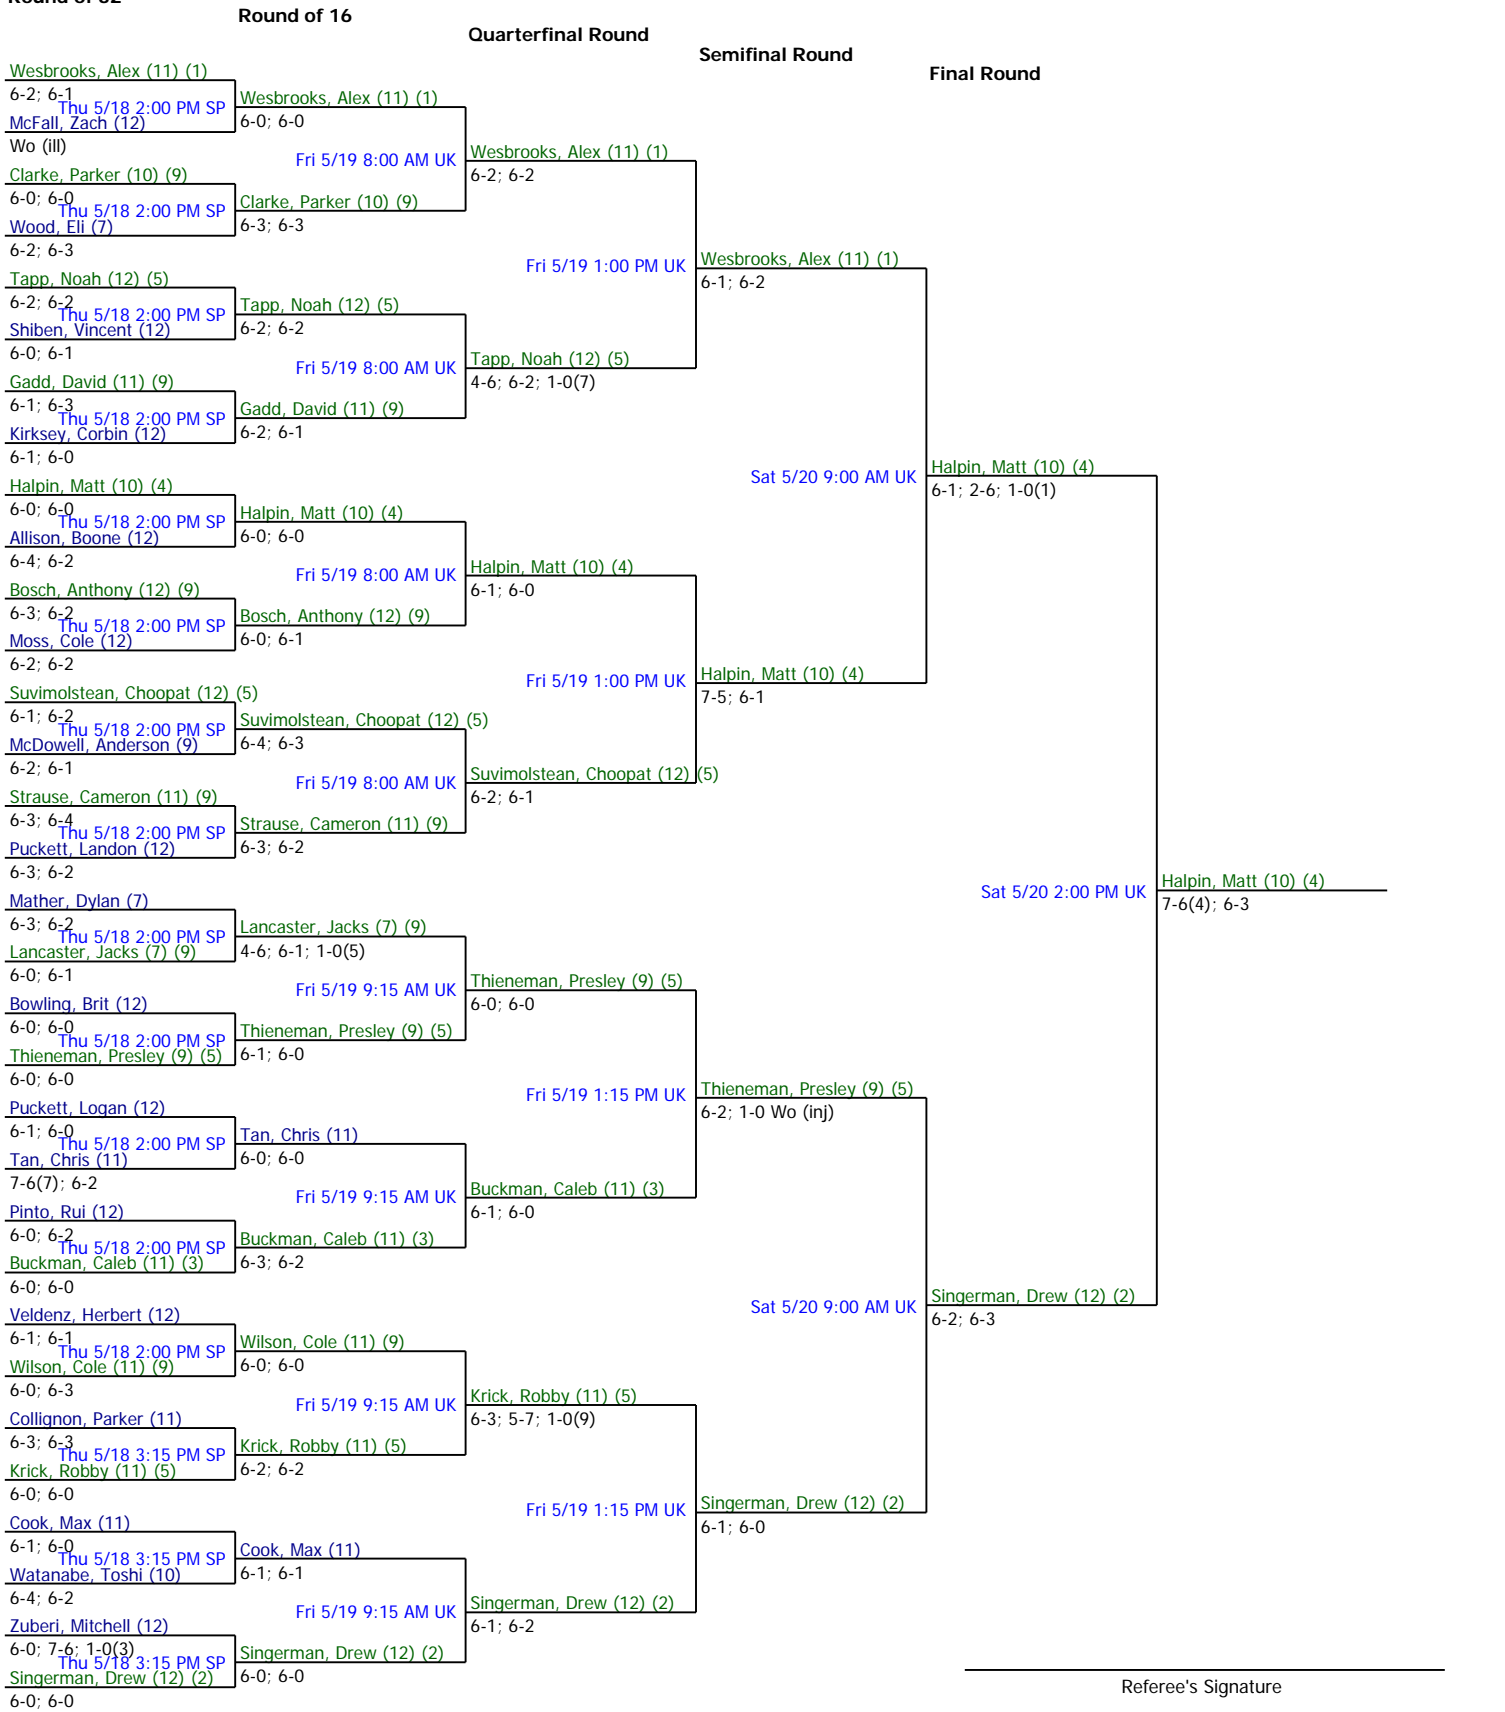 Round of 16
Quarterfinal Round
Semifinal Round
Final Round
Wesbrooks, Alex (11) (1)
6-2; 6-1
Thu 5/18 2:00 PM SP
McFall, Zach (12)
Wo (ill)
Clarke, Parker (10) (9)
6-0; 6-0
Thu 5/18 2:00 PM SP
Wood, Eli (7)
6-2; 6-3
Tapp, Noah (12) (5)
6-2; 6-2
Thu 5/18 2:00 PM SP
Shiben, Vincent (12)
6-0; 6-1
Gadd, David (11) (9)
6-1; 6-3
Thu 5/18 2:00 PM SP
Kirksey, Corbin (12)
6-1; 6-0
Halpin, Matt (10) (4)
6-0; 6-0
Thu 5/18 2:00 PM SP
Allison, Boone (12)
6-4; 6-2
Bosch, Anthony (12) (9)
6-3; 6-2
Thu 5/18 2:00 PM SP
Moss, Cole (12)
6-2; 6-2
Suvimolstean, Choopat (12) (5)
6-1; 6-2
Thu 5/18 2:00 PM SP
McDowell, Anderson (9)
6-2; 6-1
Strause, Cameron (11) (9)
6-3; 6-4
Thu 5/18 2:00 PM SP
Puckett, Landon (12)
6-3; 6-2
Mather, Dylan (7)
6-3; 6-2
Thu 5/18 2:00 PM SP
Lancaster, Jacks (7) (9)
6-0; 6-1
Bowling, Brit (12)
6-0; 6-0
Thu 5/18 2:00 PM SP
Thieneman, Presley (9) (5)
6-0; 6-0
Puckett, Logan (12)
6-1; 6-0
Thu 5/18 2:00 PM SP
Tan, Chris (11)
7-6(7); 6-2
Pinto, Rui (12)
6-0; 6-2
Thu 5/18 2:00 PM SP
Buckman, Caleb (11) (3)
6-0; 6-0
Veldenz, Herbert (12)
6-1; 6-1
Thu 5/18 2:00 PM SP
Wilson, Cole (11) (9)
6-0; 6-3
Collignon, Parker (11)
6-3; 6-3
Thu 5/18 3:15 PM SP
Krick, Robby (11) (5)
6-0; 6-0
Cook, Max (11)
6-1; 6-0
Thu 5/18 3:15 PM SP
Watanabe, Toshi (10)
6-4; 6-2
Zuberi, Mitchell (12)
6-0; 7-6; 1-0(3)
Thu 5/18 3:15 PM SP
Singerman, Drew (12) (2)
6-0; 6-0
Wesbrooks, Alex (11) (1)
6-0; 6-0
Fri 5/19 8:00 AM UK
Clarke, Parker (10) (9)
6-3; 6-3
Tapp, Noah (12) (5)
6-2; 6-2
Fri 5/19 8:00 AM UK
Gadd, David (11) (9)
6-2; 6-1
Halpin, Matt (10) (4)
6-0; 6-0
Fri 5/19 8:00 AM UK
Bosch, Anthony (12) (9)
6-0; 6-1
Suvimolstean, Choopat (12) (5)
6-4; 6-3
Fri 5/19 8:00 AM UK
Strause, Cameron (11) (9)
6-3; 6-2
Lancaster, Jacks (7) (9)
4-6; 6-1; 1-0(5)
Fri 5/19 9:15 AM UK
Thieneman, Presley (9) (5)
6-1; 6-0
Tan, Chris (11)
6-0; 6-0
Fri 5/19 9:15 AM UK
Buckman, Caleb (11) (3)
6-3; 6-2
Wilson, Cole (11) (9)
6-0; 6-0
Fri 5/19 9:15 AM UK
Krick, Robby (11) (5)
6-2; 6-2
Cook, Max (11)
6-1; 6-1
Fri 5/19 9:15 AM UK
Singerman, Drew (12) (2)
6-0; 6-0
Wesbrooks, Alex (11) (1)
6-2; 6-2
Fri 5/19 1:00 PM UK
Tapp, Noah (12) (5)
4-6; 6-2; 1-0(7)
Halpin, Matt (10) (4)
6-1; 6-0
Fri 5/19 1:00 PM UK
Suvimolstean, Choopat (12) (5)
6-2; 6-1
Thieneman, Presley (9) (5)
6-0; 6-0
Fri 5/19 1:15 PM UK
Buckman, Caleb (11) (3)
6-1; 6-0
Krick, Robby (11) (5)
6-3; 5-7; 1-0(9)
Fri 5/19 1:15 PM UK
Singerman, Drew (12) (2)
6-1; 6-2
Wesbrooks, Alex (11) (1)
6-1; 6-2
Sat 5/20 9:00 AM UK
Halpin, Matt (10) (4)
7-5; 6-1
Thieneman, Presley (9) (5)
6-2; 1-0 Wo (inj)
Sat 5/20 9:00 AM UK
Singerman, Drew (12) (2)
6-1; 6-0
Halpin, Matt (10) (4)
6-1; 2-6; 1-0(1)
Sat 5/20 2:00 PM UK
Singerman, Drew (12) (2)
6-2; 6-3
Halpin, Matt (10) (4)
7-6(4); 6-3
Referee's Signature